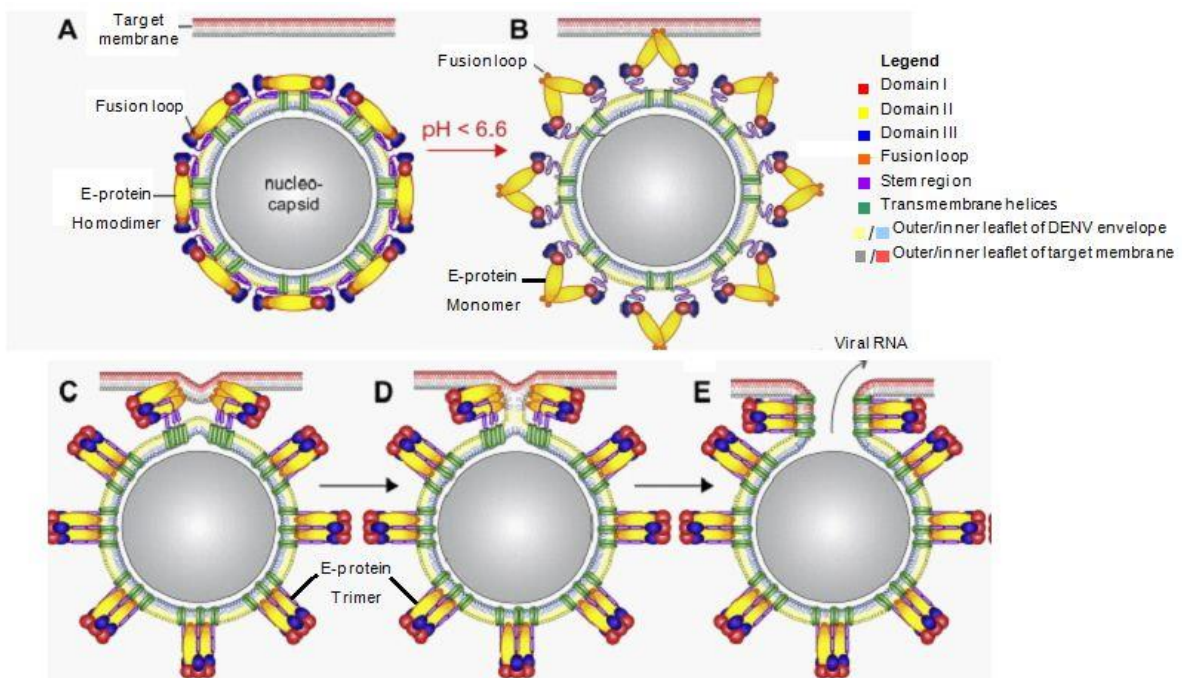 A
Target
membrane
Fusion loop
E-protein
Homodimer
nucleo-
capsid
pH < 6.6
B
Fusion loop
E-protein
Monomer
Legend
Domain I
Domain II
Domain III
Fusion loop
Stem region
Transmembrane helices
/ Outer/inner leaflet of DENV envelope
/ Outer/inner leaflet of target membrane
C
D
E
Viral RNA
E-protein
Trimer